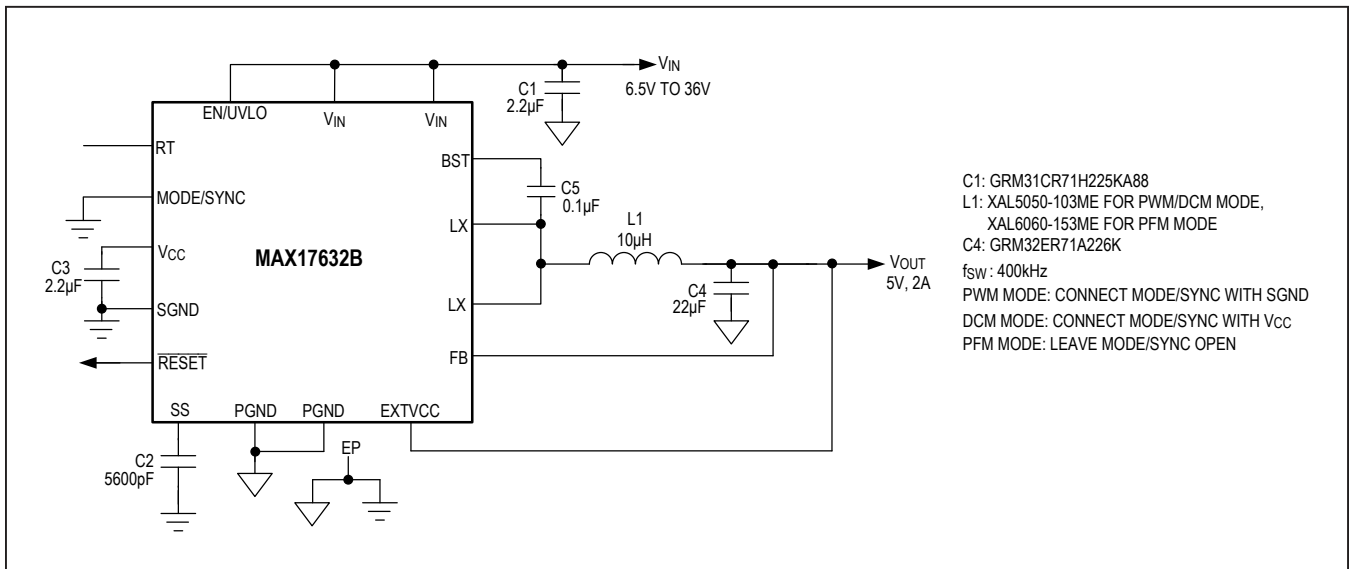 VIN
6.5V TO 36V
C1
2.2µF
EN/UVLO
VIN
VIN
RT
BST
MODE/SYNC
C5
0.1µF
LX
L1
10µH
VCC
MAX17632B
C3
2.2µF
VOUT
5V, 2A
SGND
LX
C4
22µF
RESET
FB
SS
PGND
PGND
EXTVCC
C2
5600pF
EP
C1: GRM31CR71H225KA88
L1: XAL5050-103ME FOR PWM/DCM MODE,
XAL6060-153ME FOR PFM MODE
C4: GRM32ER71A226K
fSW : 400kHz
PWM MODE: CONNECT MODE/SYNC WITH SGND
DCM MODE: CONNECT MODE/SYNC WITH VCC
PFM MODE: LEAVE MODE/SYNC OPEN